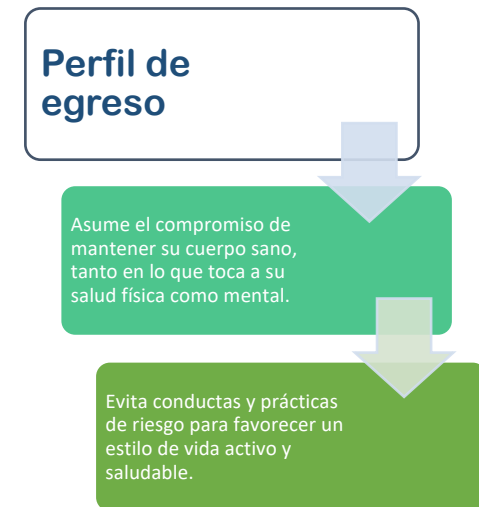 Perfil de
egreso
Asume el compromiso de
mantener su cuerpo sano,
tanto en lo que toca a su
salud física como mental.
Evita conductas y prácticas
de riesgo para favorecer un
estilo de vida activo y
saludable.